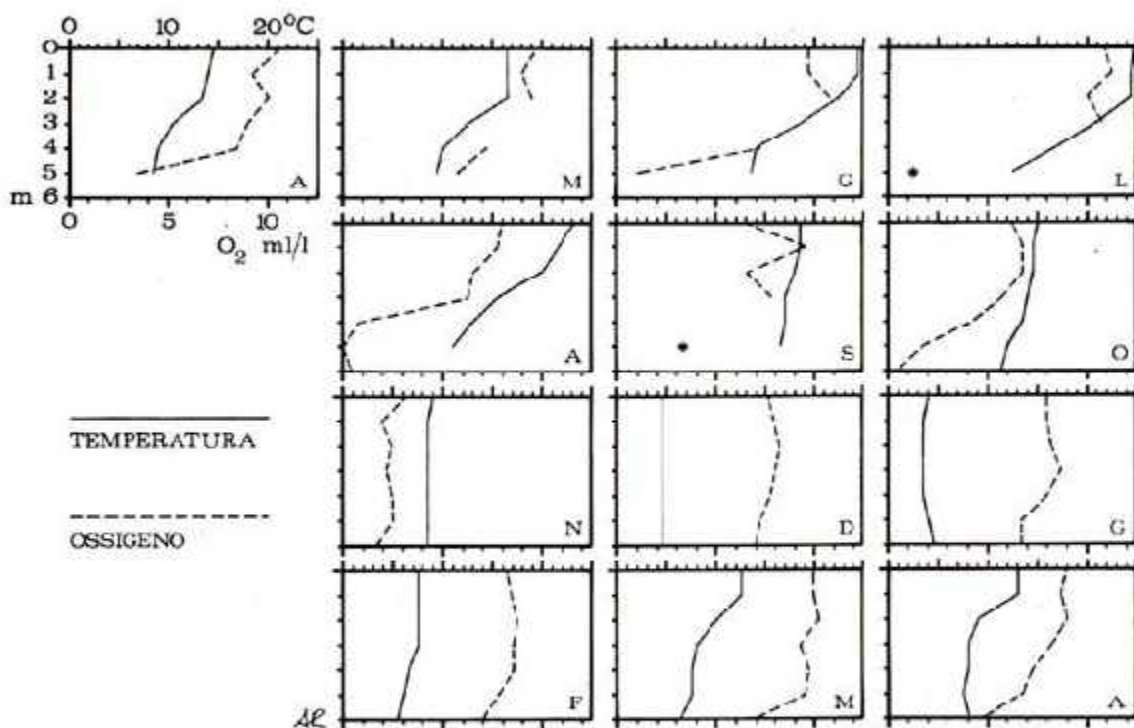 0 10 20°C
0
1
2
3
4
5
m 6
A M G L
0 5 10
O₂ ml/l
A S O
TEMPERATURA
N D G
OSSIGENO
F M A